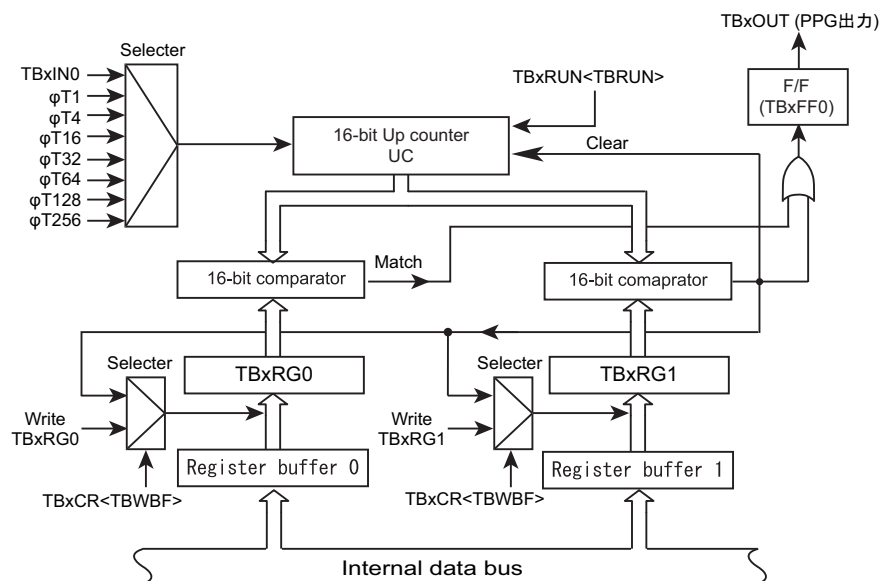 TBxOUT (PPG出力)
Selecter
TBxIN0
φT1
φT4
φT16
φT32
φT64
φT128
φT256
TBxRUN<TBRUN>
F/F
(TBxFF0)
16-bit Up counter
UC
Clear
16-bit comparator
Match
16-bit comaprator
Selecter
TBxRG0
Selecter
TBxRG1
Write
TBxRG0
Write
TBxRG1
Register buffer 0
Register buffer 1
TBxCR<TBWBF>
TBxCR<TBWBF>
Internal data bus